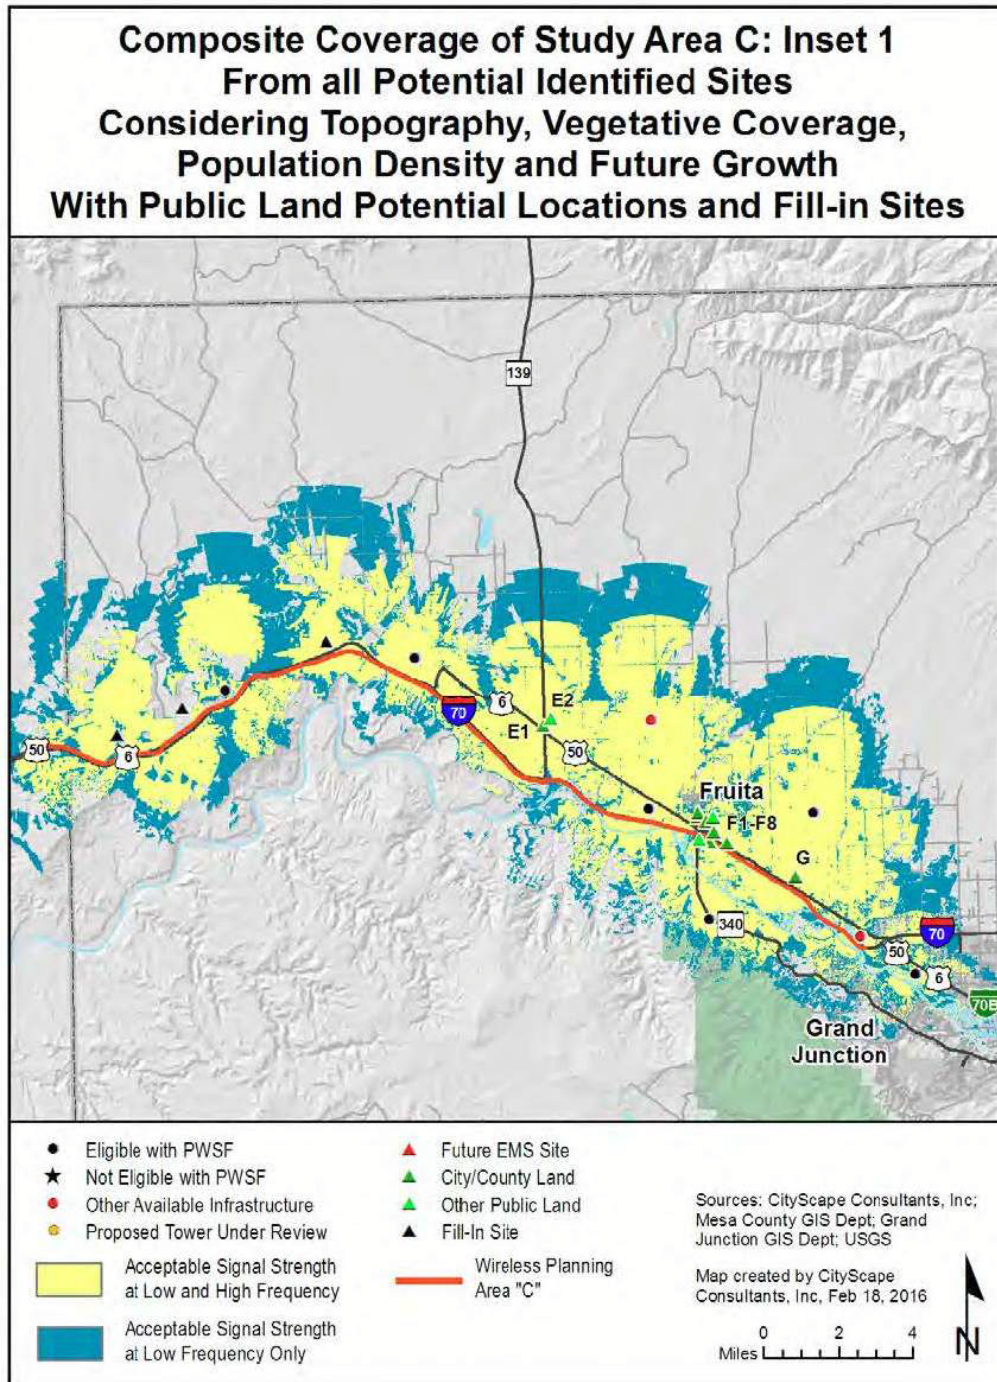 Composite Coverage of Study Area C: Inset 1
From all Potential Identified Sites
Considering Topography, Vegetative Coverage,
Population Density and Future Growth
With Public Land Potential Locations and Fill-in Sites
139
E2
6
E1
70
50
50
6
Fruita
F1-F8
G
340
70
50
6
70B
Grand
Junction
Eligible with PWSF
Not Eligible with PWSF
Other Available Infrastructure
Proposed Tower Under Review
Acceptable Signal Strength
at Low and High Frequency
Acceptable Signal Strength
at Low Frequency Only
Future EMS Site
City/County Land
Other Public Land
Fill-In Site
Wireless Planning
Area "C"
Sources: CityScape Consultants, Inc;
Mesa County GIS Dept; Grand
Junction GIS Dept; USGS
Map created by CityScape
Consultants, Inc, Feb 18, 2016
0 2 4
Miles
N